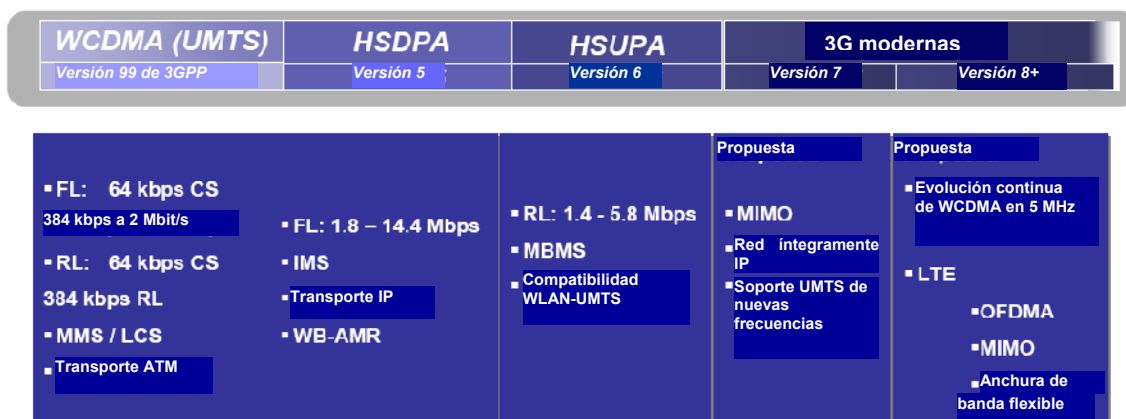 WCDMA (UMTS)
HSDPA
HSUPA
3G modernas
Versión 99 de 3GPP
Versión 5
Versión 6
Versión 7
Versión 8+
▪FL: 64 kbps CS
384 kbps a 2 Mbit/s
▪RL: 64 kbps CS
384 kbps RL
▪MMS / LCS
▪Transporte ATM
▪FL: 1.8 – 14.4 Mbps
▪IMS
▪Transporte IP
▪WB-AMR
▪RL: 1.4 - 5.8 Mbps
▪MBMS
▪Compatibilidad
WLAN-UMTS
Propuesta
▪MIMO
▪Red íntegramente
IP
▪Soporte UMTS de
nuevas
frecuencias
Propuesta
▪Evolución continua
de WCDMA en 5 MHz
▪LTE
▪OFDMA
▪MIMO
▪Anchura de
banda flexible